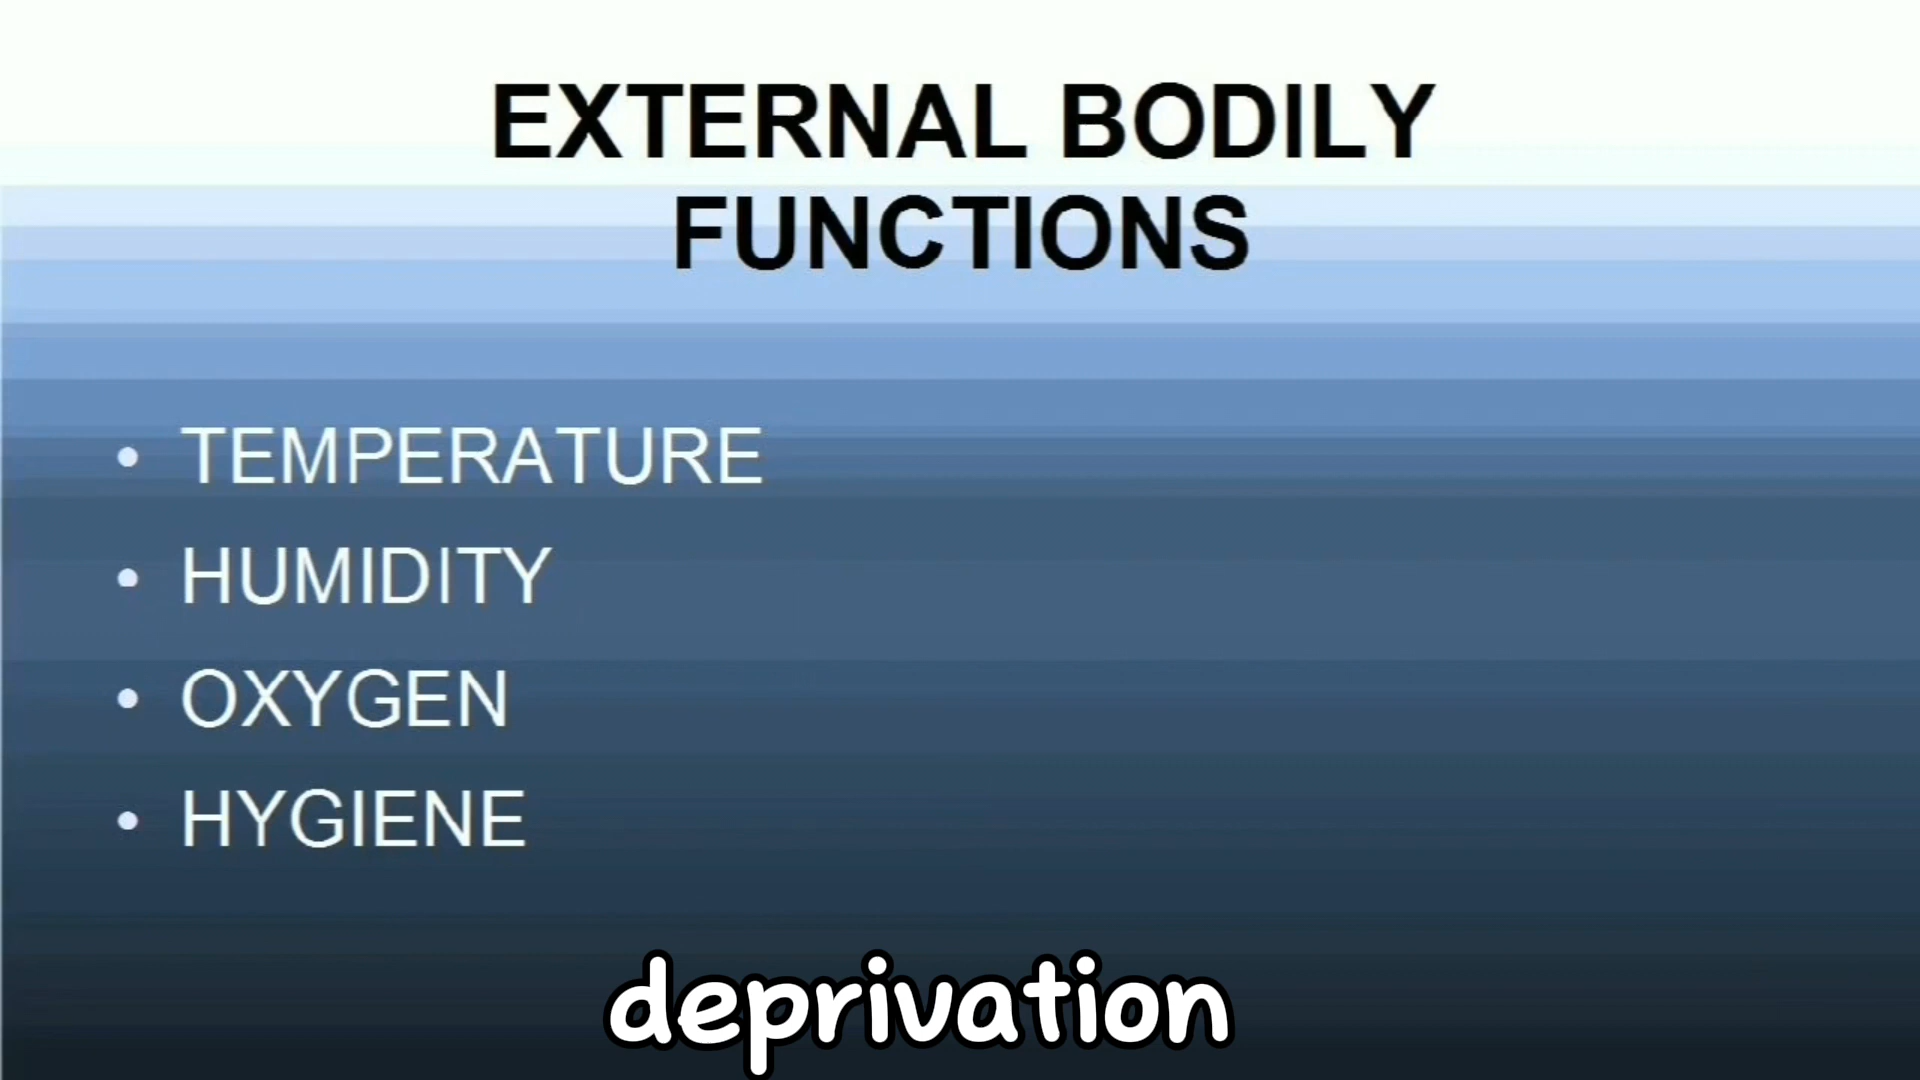 EXTERNAL BODILY
FUNCTIONS
• TEMPERATURE
• HUMIDITY
• OXYGEN
• HYGIENE
deprivation